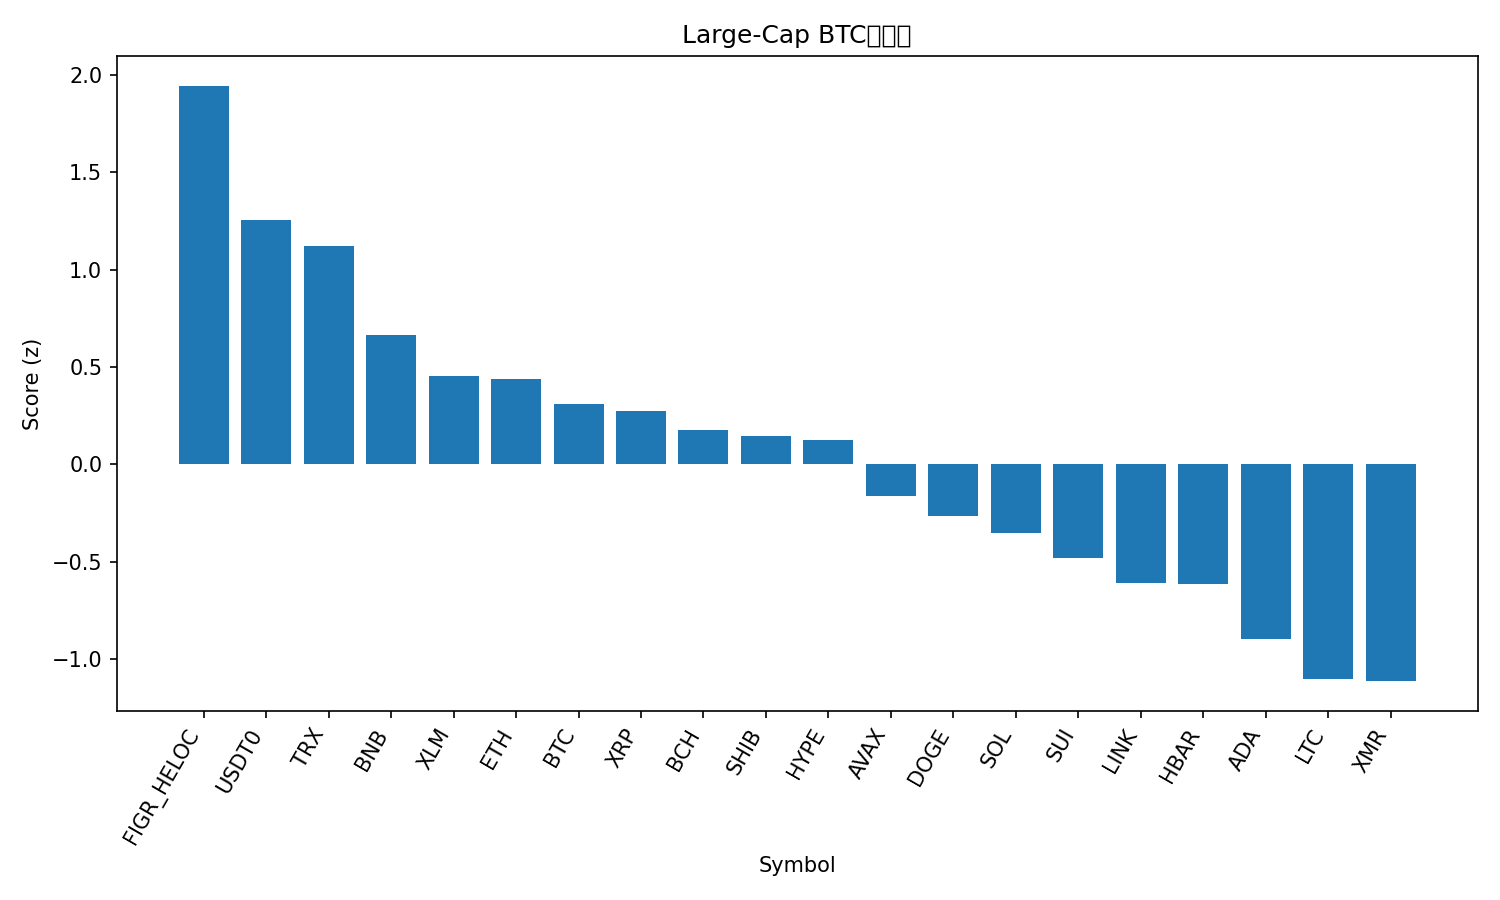 Large-Cap BTC
2.0
1.5
1.0
0.5
0.0
−0.5
−1.0
Score (z)
FIGR_HELOC
USDT0
TRX
BNB
XLM
ETH
BTC
XRP
BCH
SHIB
HYPE
AVAX
DOGE
SOL
SUI
LINK
HBAR
ADA
LTC
XMR
Symbol